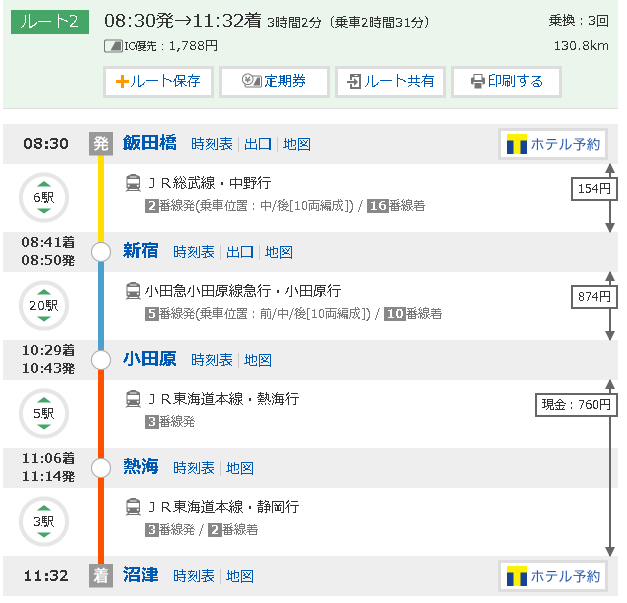 ルート2
08:30発→11:32着 3時間2分（乗車2時間31分）
乗換：3回
IC優先：1,788円
130.8km
ルート保存
定期券
ルート共有
印刷する
08:30 発 飯田橋 時刻表 出口 地図 ホテル予約
6駅
ＪＲ総武線・中野行
2番線発(乗車位置：中/後[10両編成]) / 16番線着
154円
08:41着
08:50発
新宿 時刻表 出口 地図
20駅
小田急小田原線急行・小田原行
5番線発(乗車位置：前/中/後[10両編成]) / 10番線着
874円
10:29着
10:43発
小田原 時刻表 地図
5駅
ＪＲ東海道本線・熱海行
3番線発
現金：760円
11:06着
11:14発
熱海 時刻表 地図
3駅
ＪＲ東海道本線・静岡行
3番線発 / 2番線着
11:32 着 沼津 時刻表 地図 ホテル予約